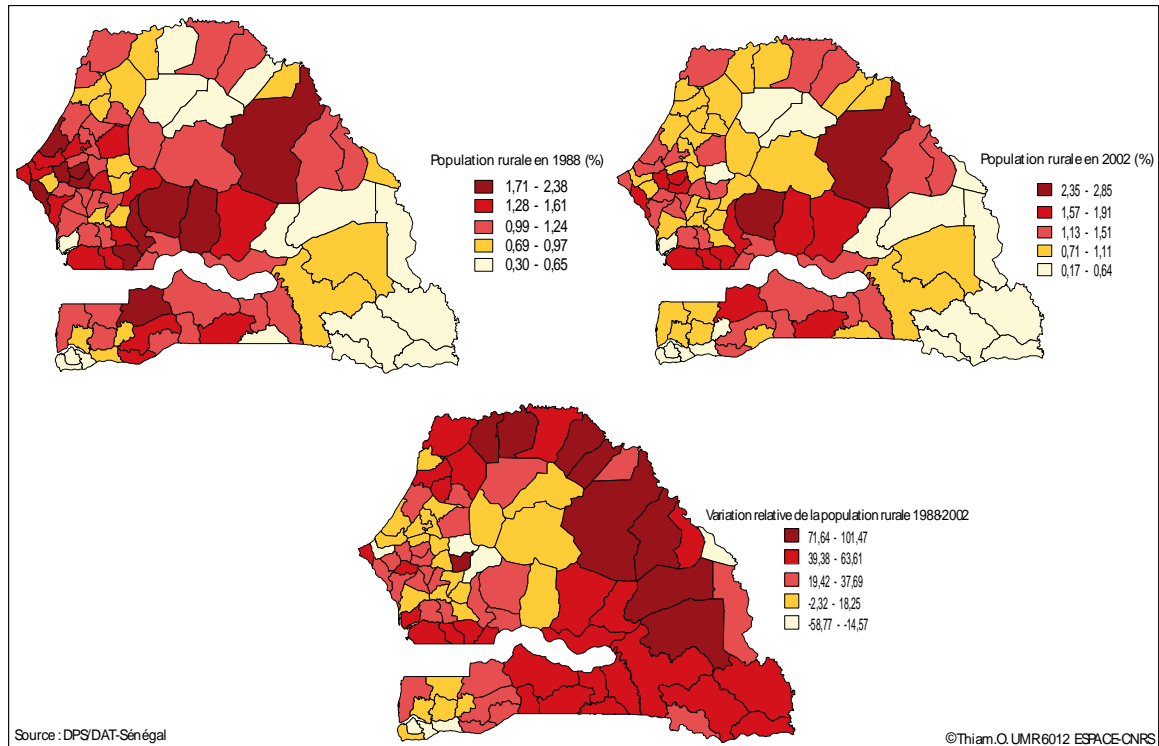 Population rurale en 1988 (%)
1,71 - 2,38
1,28 - 1,61
0,99 - 1,24
0,69 - 0,97
0,30 - 0,65
Population rurale en 2002 (%)
2,35 - 2,85
1,57 - 1,91
1,13 - 1,51
0,71 - 1,11
0,17 - 0,64
Variation relative de la population rurale 1988-2002
71,64 - 101,47
39,38 - 63,61
19,42 - 37,69
-2,32 - 18,25
-58,77 - -14,57
Source : DPS/DAT-Sénégal
©Thiam.O. UMR 6012 ESPACE-CNRS